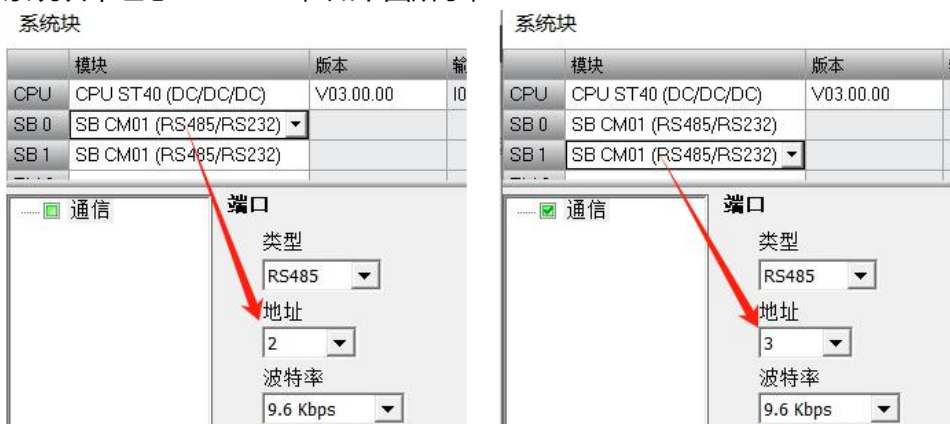 系统块
模块 版本 输
CPU CPU ST40 (DC/DC/DC) V03.00.00 I0
SB 0 SB CM01 (RS485/RS232)
SB 1 SB CM01 (RS485/RS232)
通信
端口
类型
RS485
地址
2
波特率
9.6 Kbps
系统块
模块 版本
CPU CPU ST40 (DC/DC/DC) V03.00.00
SB 0 SB CM01 (RS485/RS232)
SB 1 SB CM01 (RS485/RS232)
通信
端口
类型
RS485
地址
3
波特率
9.6 Kbps